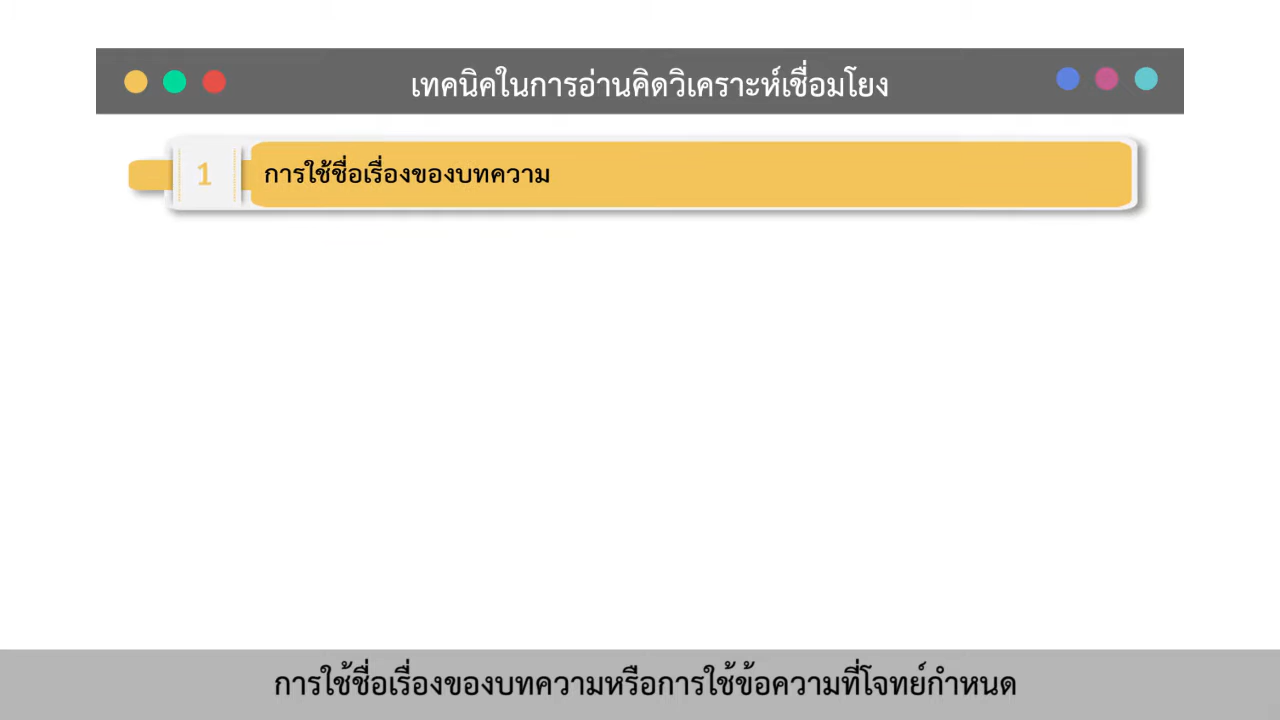 เทคนิคในการอ่านคิดวิเคราะห์เชื่อมโยง
1 การใช้ชื่อเรื่องของบทความ
การใช้ชื่อเรื่องของบทความหรือการใช้ข้อความที่โจทย์กำหนด